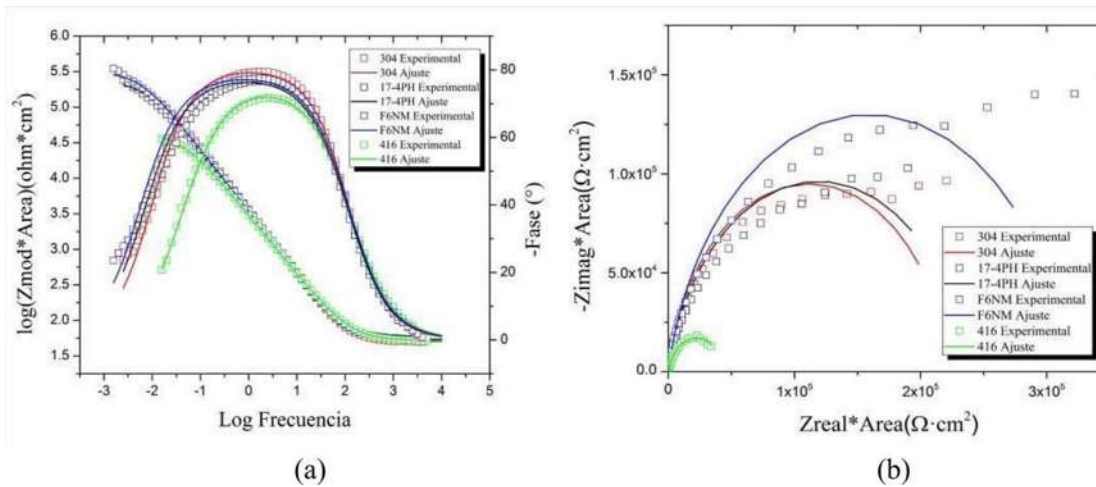 6.0
5.5
5.0
4.5
4.0
3.5
3.0
2.5
2.0
1.5
log(Zmod*Area)(ohm*cm²)
-3 -2 -1 0 1 2 3 4 5
Log Frecuencia
80
60
40
20
0
-Fase (°)
304 Experimental
304 Ajuste
17-4PH Experimental
17-4PH Ajuste
F6NM Experimental
F6NM Ajuste
416 Experimental
416 Ajuste
(a)
1.5x10⁵
1.0x10⁵
5.0x10⁴
0.0
-Zimag*Area(Ω·cm²)
0 1x10⁵ 2x10⁵ 3x10⁵
Zreal*Area(Ω·cm²)
304 Experimental
304 Ajuste
17-4PH Experimental
17-4PH Ajuste
F6NM Experimental
F6NM Ajuste
416 Experimental
416 Ajuste
(b)